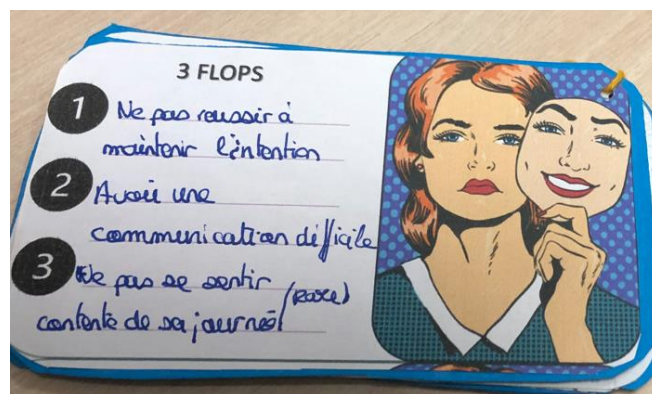 3 FLOPS
1 Ne pas reussir à
maintenir l'intention
2 Avoir une
communication difficile
3 Ne pas se sentir
contente de sa journée (rare)